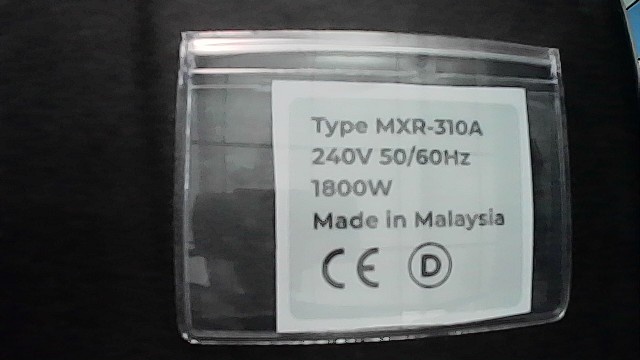 Type MXR-310A
240V 50/60Hz
1800W
Made in Malaysia
CE D